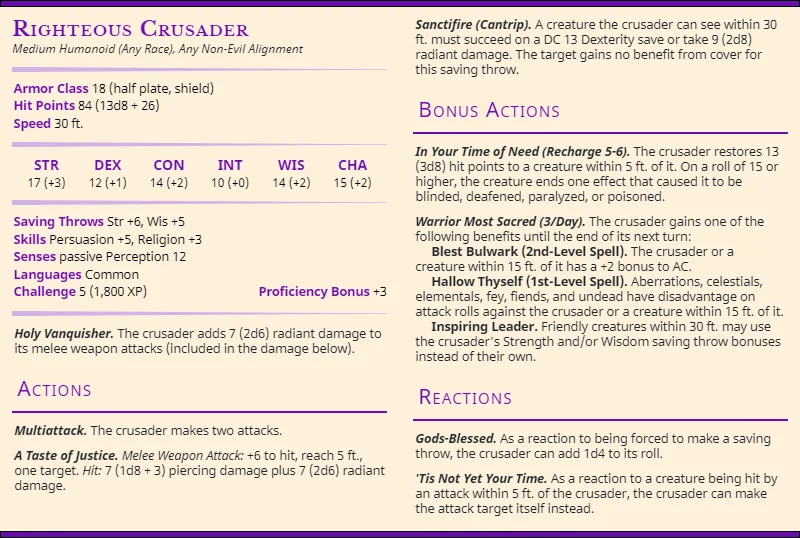 Righteous Crusader
Medium Humanoid (Any Race), Any Non-Evil Alignment
Armor Class 18 (half plate, shield)
Hit Points 84 (13d8 + 26)
Speed 30 ft.
STR DEX CON INT WIS CHA
17 (+3) 12 (+1) 14 (+2) 10 (+0) 14 (+2) 15 (+2)
Saving Throws Str +6, Wis +5
Skills Persuasion +5, Religion +3
Senses passive Perception 12
Languages Common
Challenge 5 (1,800 XP) Proficiency Bonus +3
Holy Vanquisher. The crusader adds 7 (2d6) radiant damage to
its melee weapon attacks (included in the damage below).
Actions
Multiattack. The crusader makes two attacks.
A Taste of Justice. Melee Weapon Attack: +6 to hit, reach 5 ft.,
one target. Hit: 7 (1d8 + 3) piercing damage plus 7 (2d6) radiant
damage.
Sanctifire (Cantrip). A creature the crusader can see within 30
ft. must succeed on a DC 13 Dexterity save or take 9 (2d8)
radiant damage. The target gains no benefit from cover for
this saving throw.
Bonus Actions
In Your Time of Need (Recharge 5-6). The crusader restores 13
(3d8) hit points to a creature within 5 ft. of it. On a roll of 15 or
higher, the creature ends one effect that caused it to be
blinded, deafened, paralyzed, or poisoned.
Warrior Most Sacred (3/Day). The crusader gains one of the
following benefits until the end of its next turn:
Blest Bulwark (2nd-Level Spell). The crusader or a
creature within 15 ft. of it has a +2 bonus to AC.
Hallow Thyself (1st-Level Spell). Aberrations, celestials,
elementals, fey, fiends, and undead have disadvantage on
attack rolls against the crusader or a creature within 15 ft. of it.
Inspiring Leader. Friendly creatures within 30 ft. may use
the crusader's Strength and/or Wisdom saving throw bonuses
instead of their own.
Reactions
Gods-Blessed. As a reaction to being forced to make a saving
throw, the crusader can add 1d4 to its roll.
'Tis Not Yet Your Time. As a reaction to a creature being hit by
an attack within 5 ft. of the crusader, the crusader can make
the attack target itself instead.